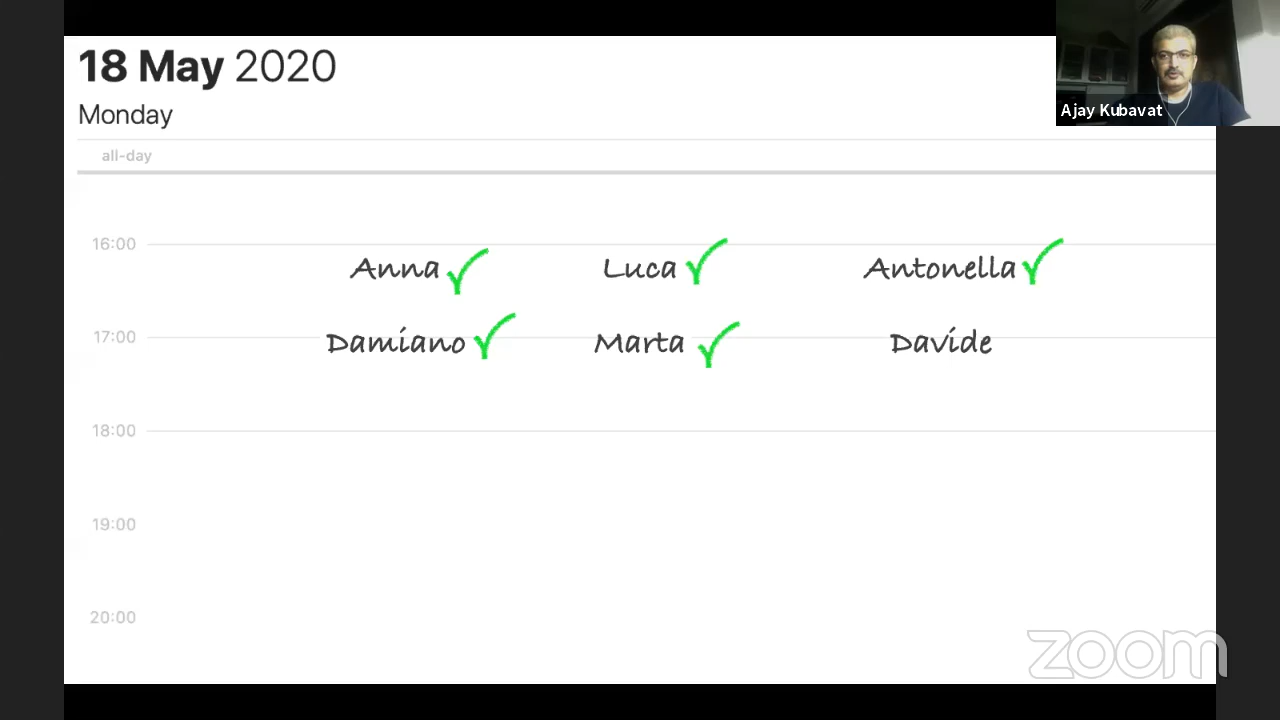 18 May 2020
Monday
Ajay Kubavat
all-day
16:00
Anna Luca Antonella
17:00 Damiano Marta Davide
18:00
19:00
20:00
zoom